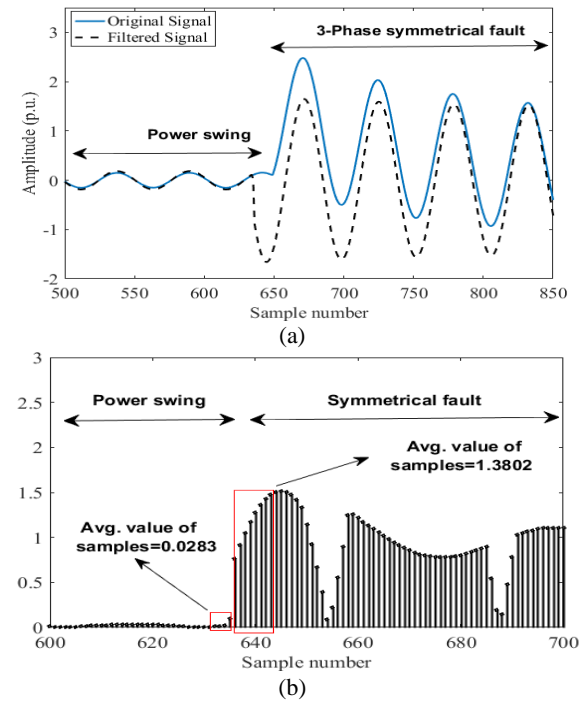 Original Signal
Filtered Signal
3-Phase symmetrical fault
Power swing
Amplitude (p.u.)
3.5
3
2
1
0
-1
-2
500
550
600
650
700
750
800
850
Sample number
(a)
Power swing
Symmetrical fault
Avg. value of
samples=1.3802
Avg. value of
samples=0.0283
3
2.5
2
1.5
1
0.5
0
600
620
640
660
680
700
Sample number
(b)